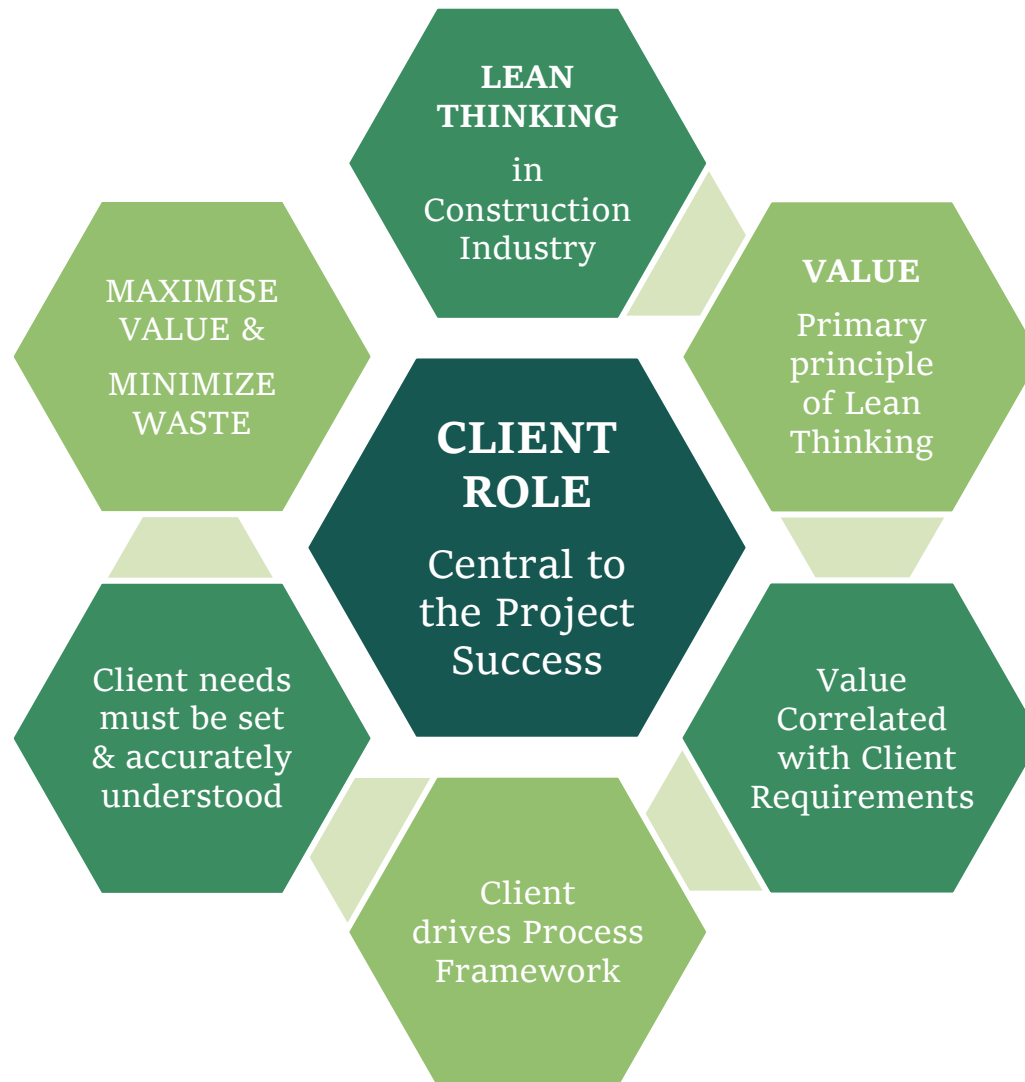 LEAN
THINKING
in
Construction
Industry
VALUE
Primary
principle
of Lean
Thinking
Value
Correlated
with Client
Requirements
Client
drives Process
Framework
Client needs
must be set
& accurately
understood
MAXIMISE
VALUE &
MINIMIZE
WASTE
CLIENT
ROLE
Central to
the Project
Success